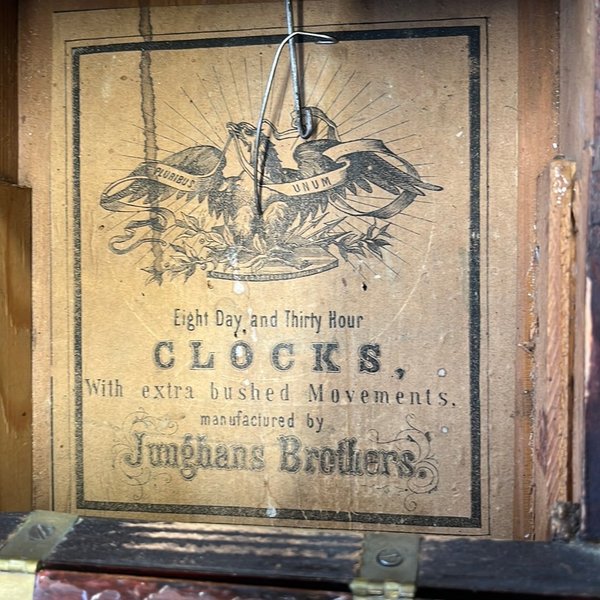 PLURIBUS UNUM
Eight Day and Thirty Hour
CLOCKS,
With extra bushed Movements.
manufactured by
Junghans Brothers.